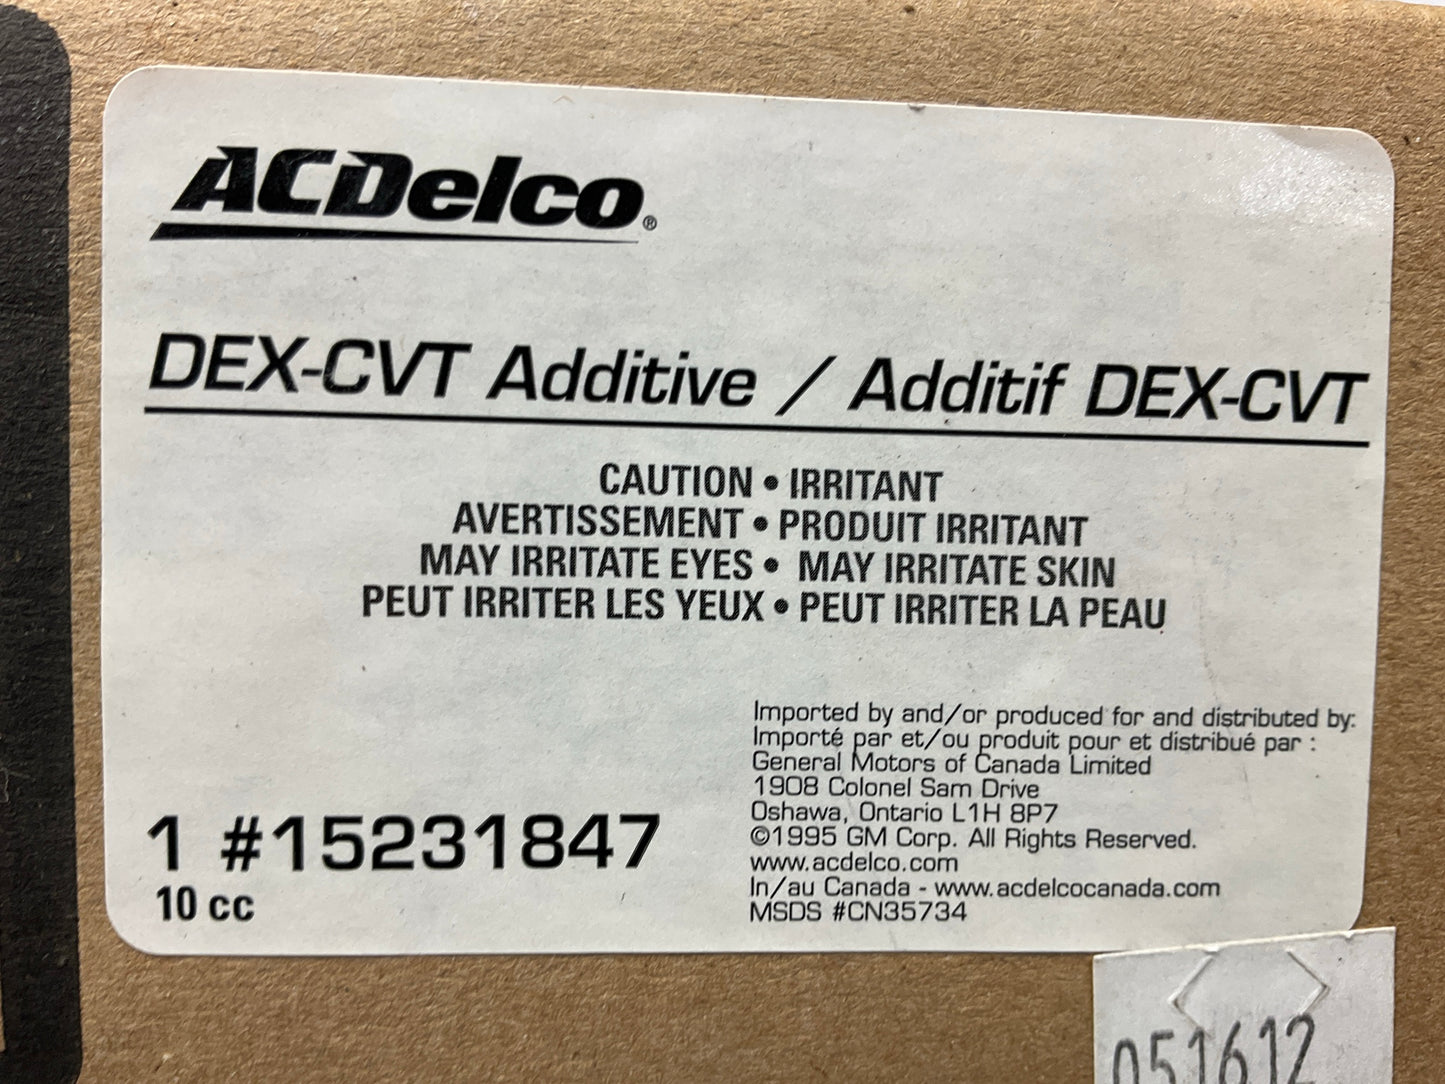 ACDelco®
DEX-CVT Additive / Additif DEX-CVT
CAUTION • IRRITANT
AVERTISSEMENT • PRODUIT IRRITANT
MAY IRRITATE EYES • MAY IRRITATE SKIN
PEUT IRRITER LES YEUX • PEUT IRRITER LA PEAU
Imported by and/or produced for and distributed by:
Importé par et/ou produit pour et distribué par :
General Motors of Canada Limited
1908 Colonel Sam Drive
Oshawa, Ontario L1H 8P7
©1995 GM Corp. All Rights Reserved.
www.acdelco.com
In/au Canada - www.acdelcocanada.com
MSDS #CN35734
1 #15231847
10 cc
051612